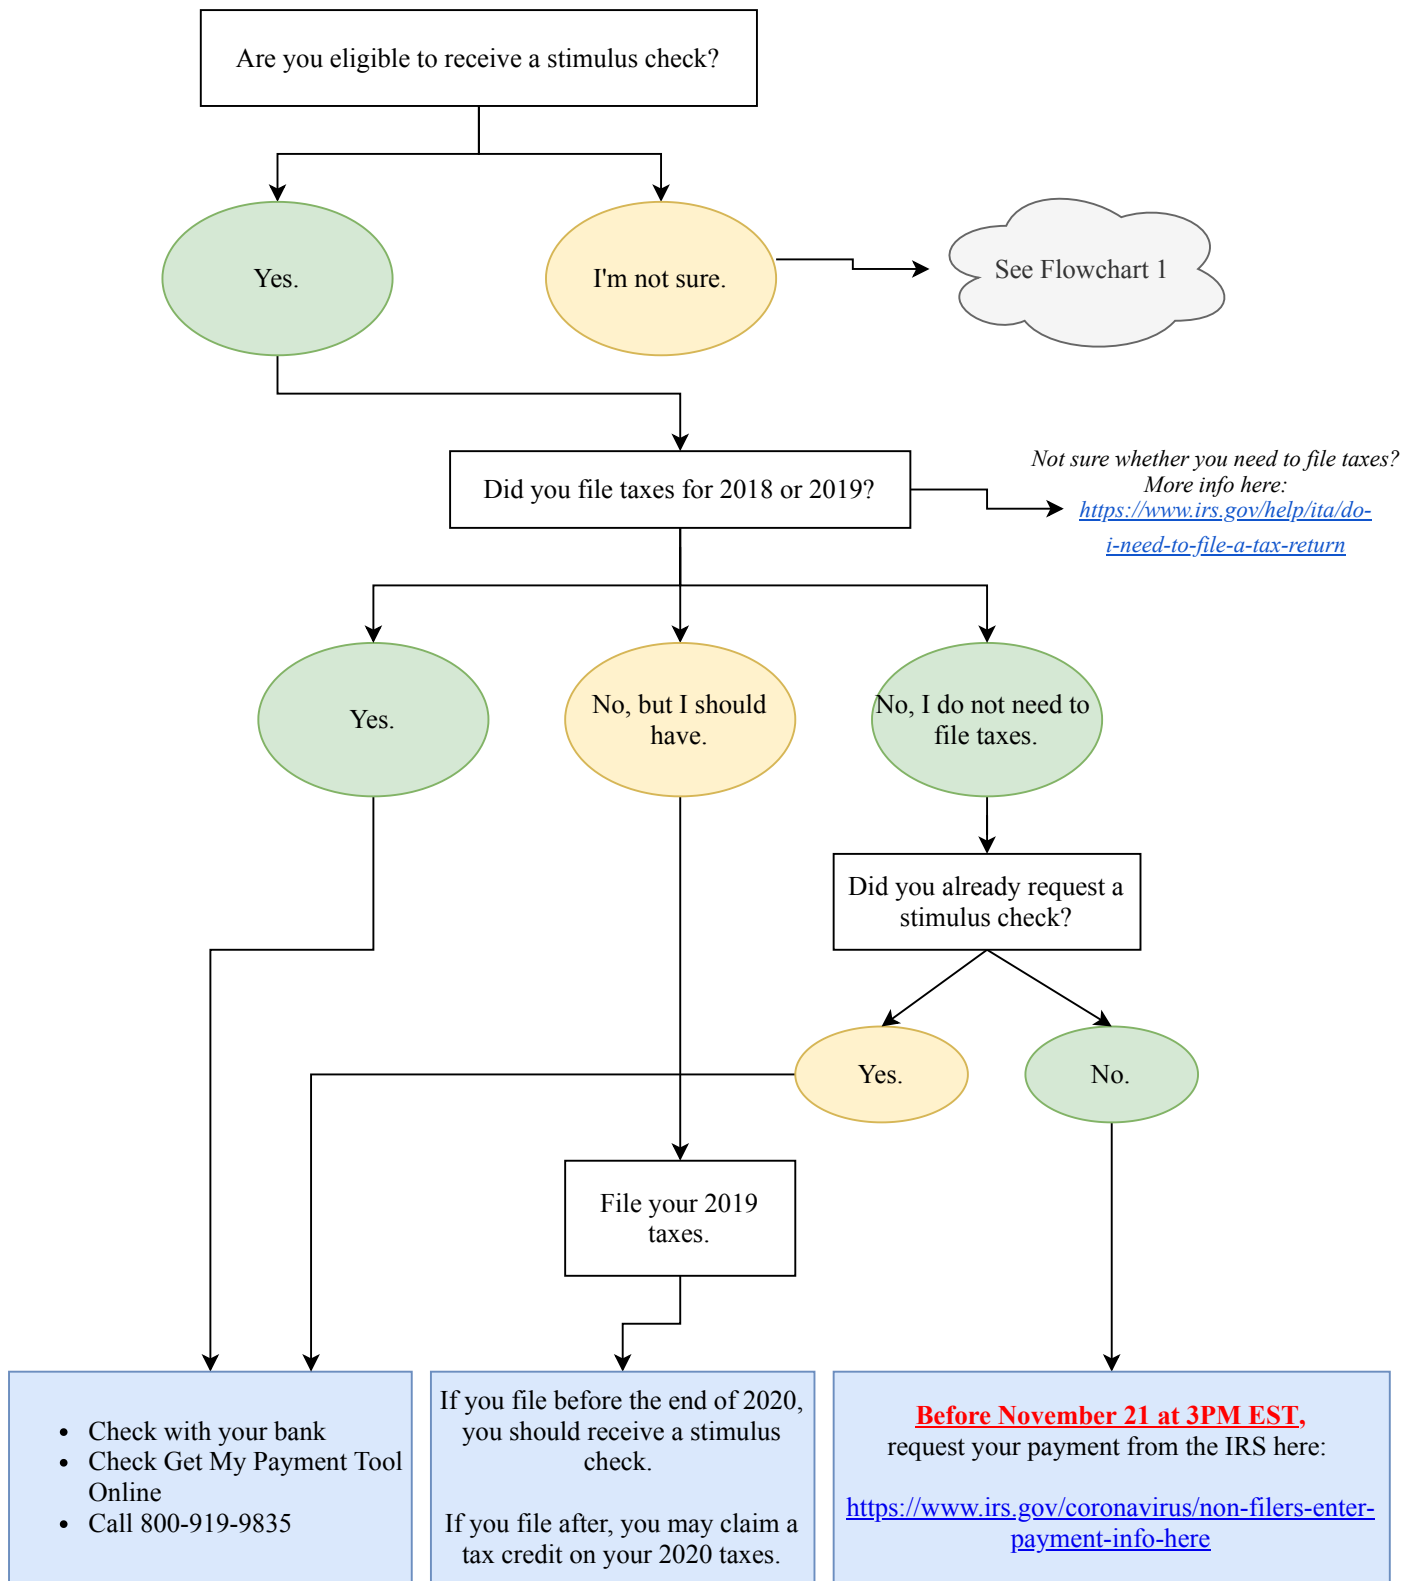 Are you eligible to receive a stimulus check?
Yes.
I'm not sure.
See Flowchart 1
Did you file taxes for 2018 or 2019?
Not sure whether you need to file taxes?
More info here:
https://www.irs.gov/help/ita/do-
i-need-to-file-a-tax-return
Yes.
No, but I should
have.
No, I do not need to
file taxes.
Did you already request a
stimulus check?
Yes.
No.
File your 2019
taxes.
• Check with your bank
• Check Get My Payment Tool
Online
• Call 800-919-9835
If you file before the end of 2020,
you should receive a stimulus
check.
If you file after, you may claim a
tax credit on your 2020 taxes.
Before November 21 at 3PM EST,
request your payment from the IRS here:
https://www.irs.gov/coronavirus/non-filers-enter-
payment-info-here